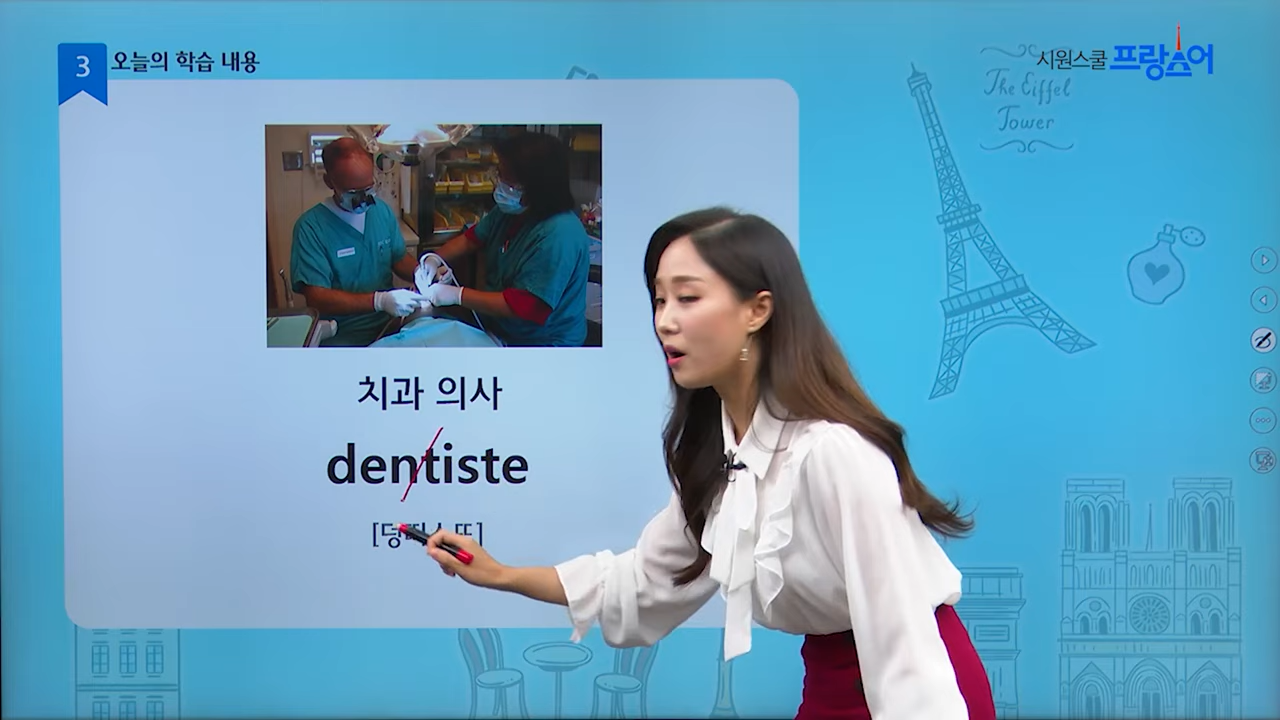 3 오늘의 학습 내용
시원스쿨 프랑스어
The Eiffel
Tower
치과 의사
dentiste